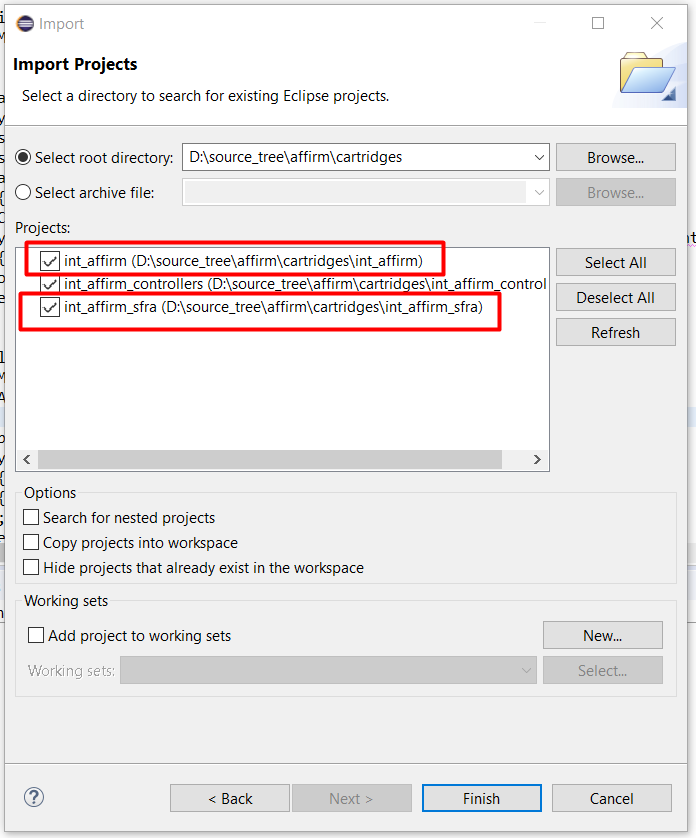 Import
Import Projects
Select a directory to search for existing Eclipse projects.
Select root directory: D:\source_tree\affirm\cartridges Browse...
Select archive file: Browse...
Projects:
int_affirm (D:\source_tree\affirm\cartridges\int_affirm)
int_affirm_controllers (D:\source_tree\affirm\cartridges\int_affirm_control
int_affirm_sfra (D:\source_tree\affirm\cartridges\int_affirm_sfra)
Select All
Deselect All
Refresh
Options
Search for nested projects
Copy projects into workspace
Hide projects that already exist in the workspace
Working sets
Add project to working sets New...
Working sets: Select...
? < Back Next > Finish Cancel